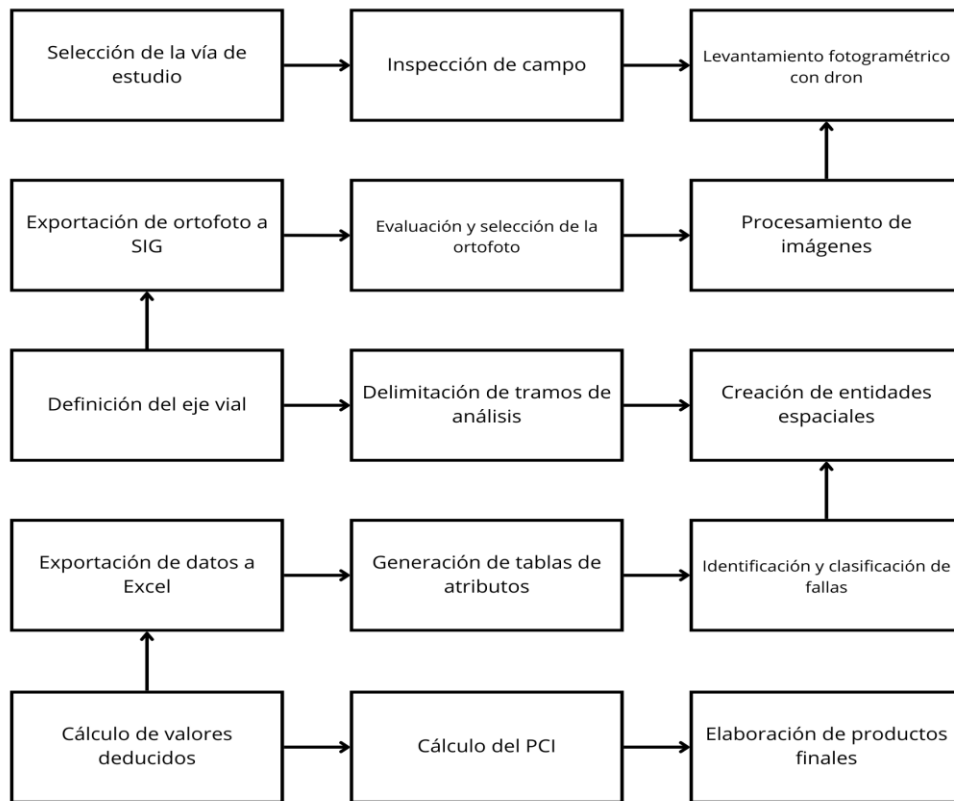 Selección de la vía de
estudio
Inspección de campo
Levantamiento fotogramétrico
con dron
Exportación de ortofoto a
SIG
Evaluación y selección de la
ortofoto
Procesamiento de
imágenes
Definición del eje vial
Delimitación de tramos de
análisis
Creación de entidades
espaciales
Exportación de datos a
Excel
Generación de tablas de
atributos
Identificación y clasificación de
fallas
Cálculo de valores
deducidos
Cálculo del PCI
Elaboración de productos
finales